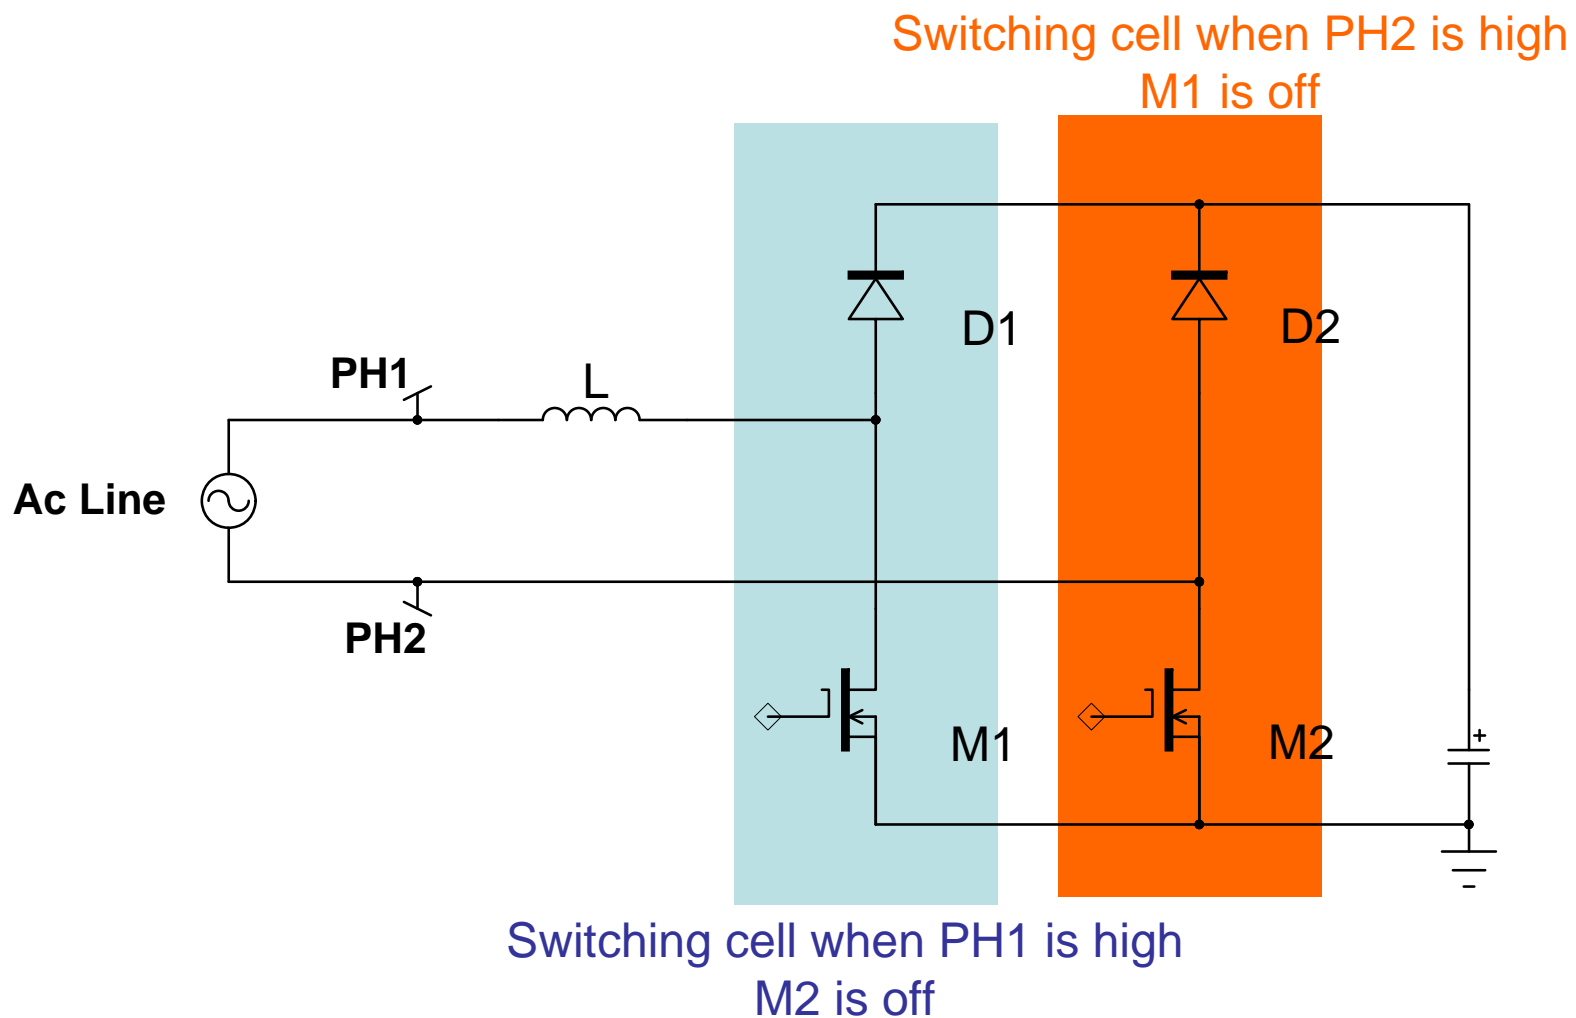 Switching cell when PH2 is high
M1 is off
D1
D2
PH1
L
Ac Line
PH2
M1
M2
+
Switching cell when PH1 is high
M2 is off